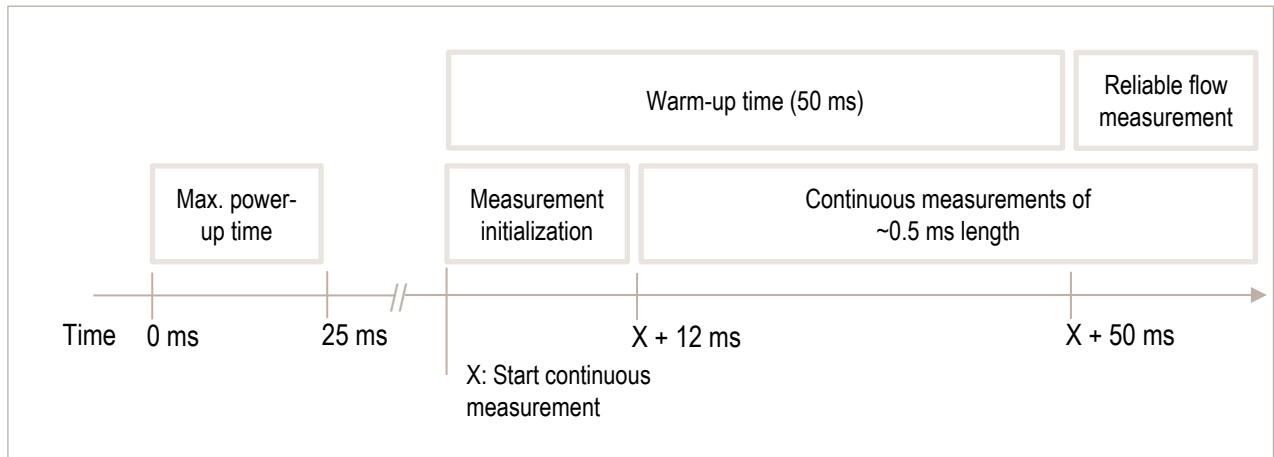 Warm-up time (50 ms)
Reliable flow
measurement
Max. power-
up time
Measurement
initialization
Continuous measurements of
~0.5 ms length
Time 0 ms 25 ms X + 12 ms X + 50 ms
X: Start continuous
measurement